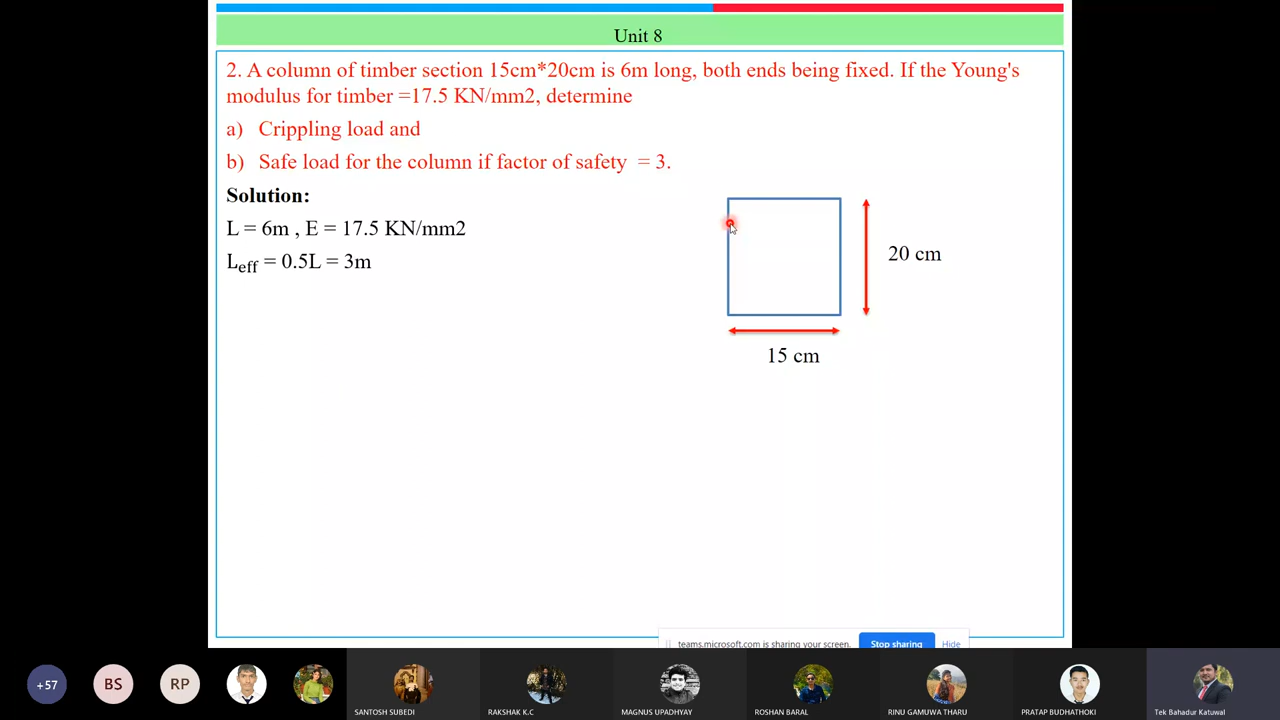 Unit 8
2. A column of timber section 15cm*20cm is 6m long, both ends being fixed. If the Young's
modulus for timber =17.5 KN/mm2, determine
a) Crippling load and
b) Safe load for the column if factor of safety = 3.
Solution:
L = 6m , E = 17.5 KN/mm2
Leff = 0.5L = 3m
20 cm
15 cm
teams.microsoft.com is sharing your screen.
Stop sharing
Hide
+57
BS
RP
SANTOSH SUBEDI
RAKSHAK K.C
MAGNUS UPADHYAY
ROSHAN BARAL
RINU GAMUWA THARU
PRATAP BUDHATHOKI
Tek Bahadur Katuwal